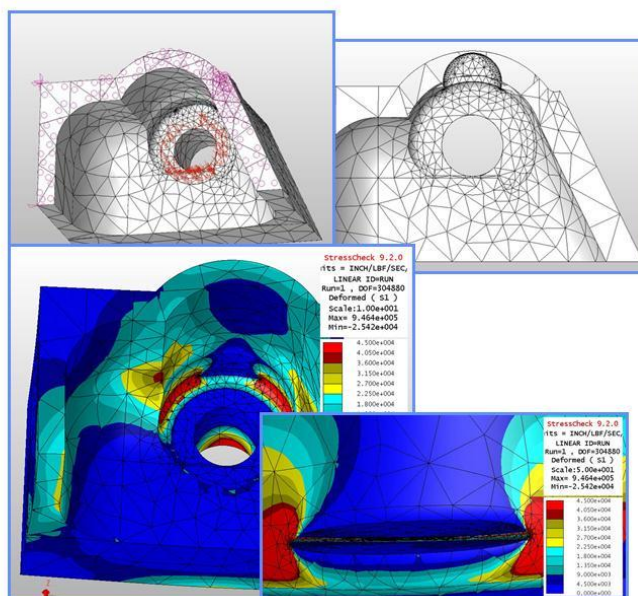 StressCheck 9.2.0
its = INCH/LBF/SEC/
LINEAR ID=RUN
Run=1 , DOF=304880
Deformed ( S1 )
Scale:1.00e+001
Max= 9.464e+005
Min=-2.542e+004
4.500e+004
4.050e+004
3.600e+004
3.150e+004
2.700e+004
2.250e+004
1.800e+004
StressCheck 9.2.0
its = INCH/LBF/SEC,
LINEAR ID=RUN
Run=1 , DOF=304880
Deformed ( S1 )
Scale:5.00e+001
Max= 9.464e+005
Min=-2.542e+004
4.500e+004
4.050e+004
3.600e+004
3.150e+004
2.700e+004
2.250e+004
1.800e+004
1.350e+004
9.000e+003
4.500e+003
0.000e+000